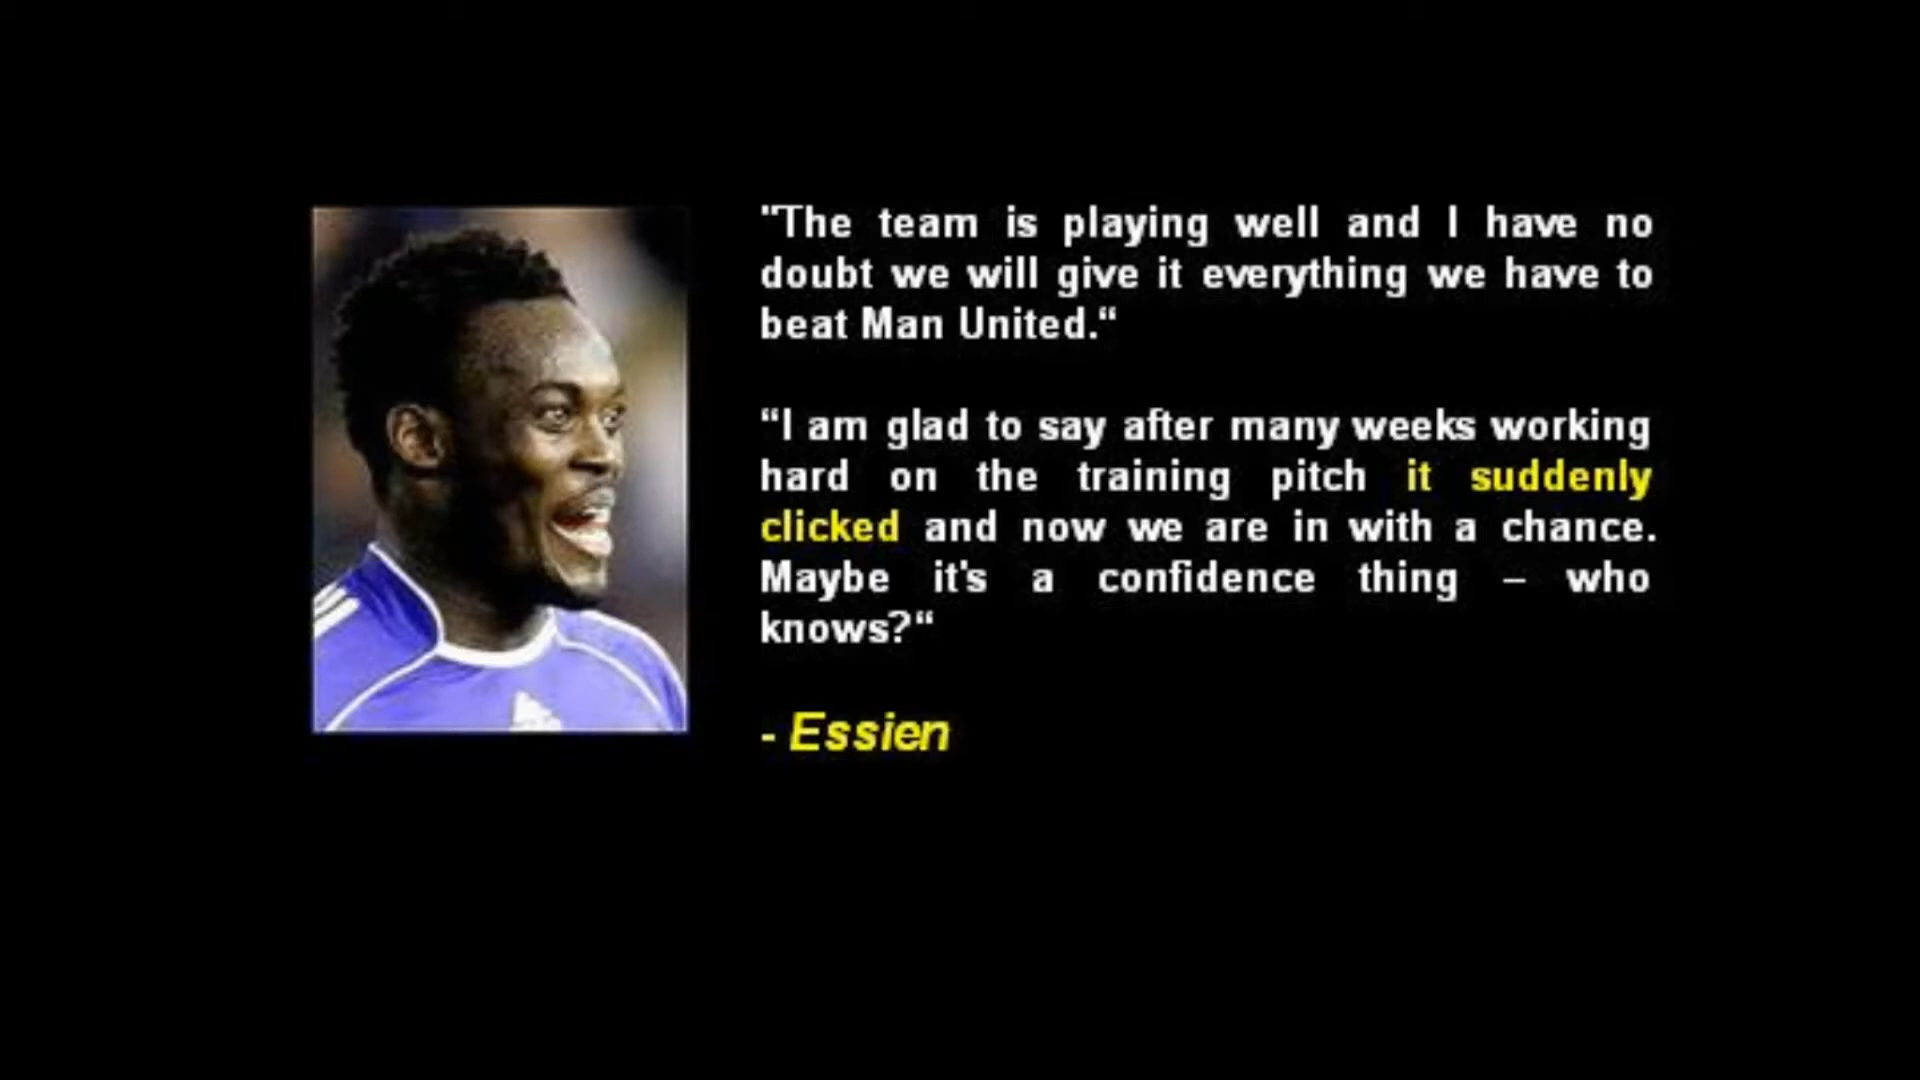 "The team is playing well and I have no
doubt we will give it everything we have to
beat Man United.“
“I am glad to say after many weeks working
hard on the training pitch it suddenly
clicked and now we are in with a chance.
Maybe it's a confidence thing – who
knows?“
- Essien